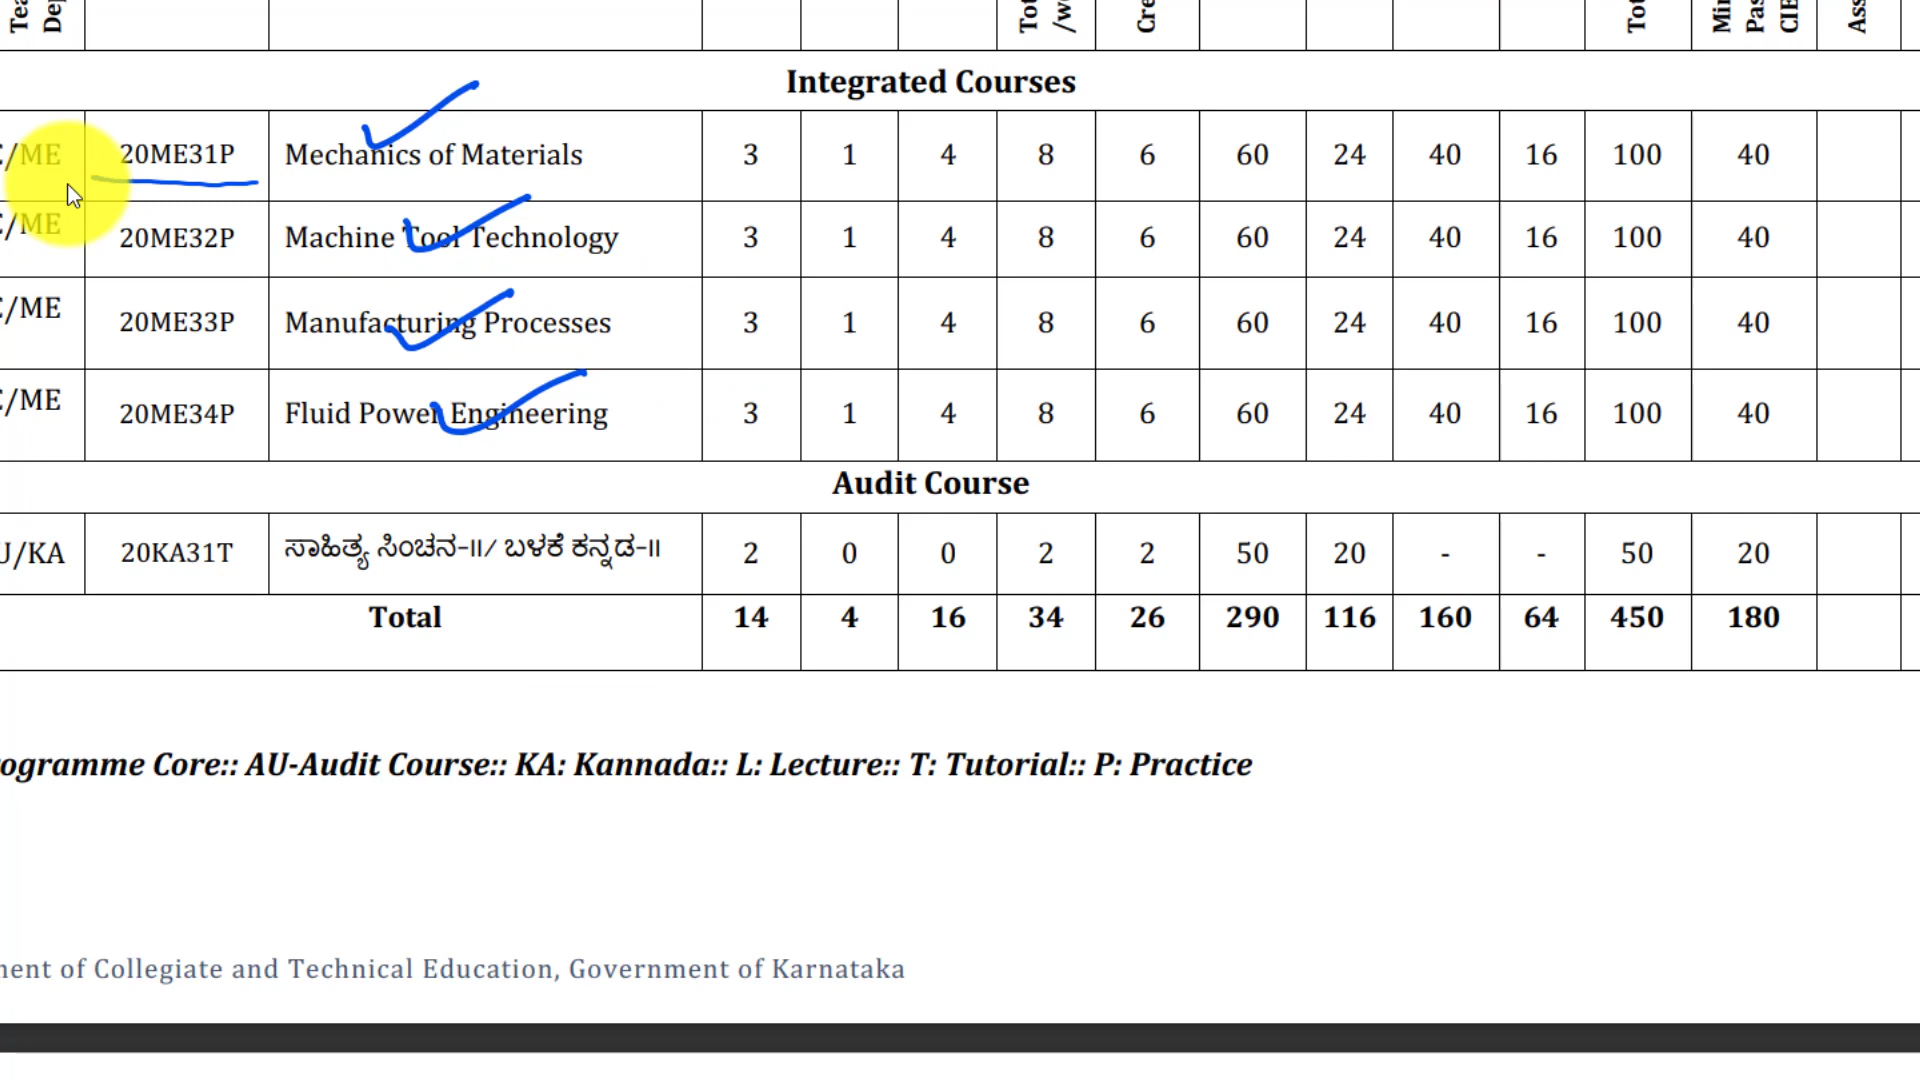 Integrated Courses
/ME 20ME31P Mechanics of Materials 3 1 4 8 6 60 24 40 16 100 40
/ME 20ME32P Machine Tool Technology 3 1 4 8 6 60 24 40 16 100 40
/ME 20ME33P Manufacturing Processes 3 1 4 8 6 60 24 40 16 100 40
/ME 20ME34P Fluid Power Engineering 3 1 4 8 6 60 24 40 16 100 40
Audit Course
/KA 20KA31T ಸಾಹಿತ್ಯ ಸಿಂಚನ-II/ ಬಳಕೆ ಕನ್ನಡ-II 2 0 0 2 2 50 20 - - 50 20
Total 14 4 16 34 26 290 116 160 64 450 180
ogramme Core:: AU-Audit Course:: KA: Kannada:: L: Lecture:: T: Tutorial:: P: Practice
ent of Collegiate and Technical Education, Government of Karnataka